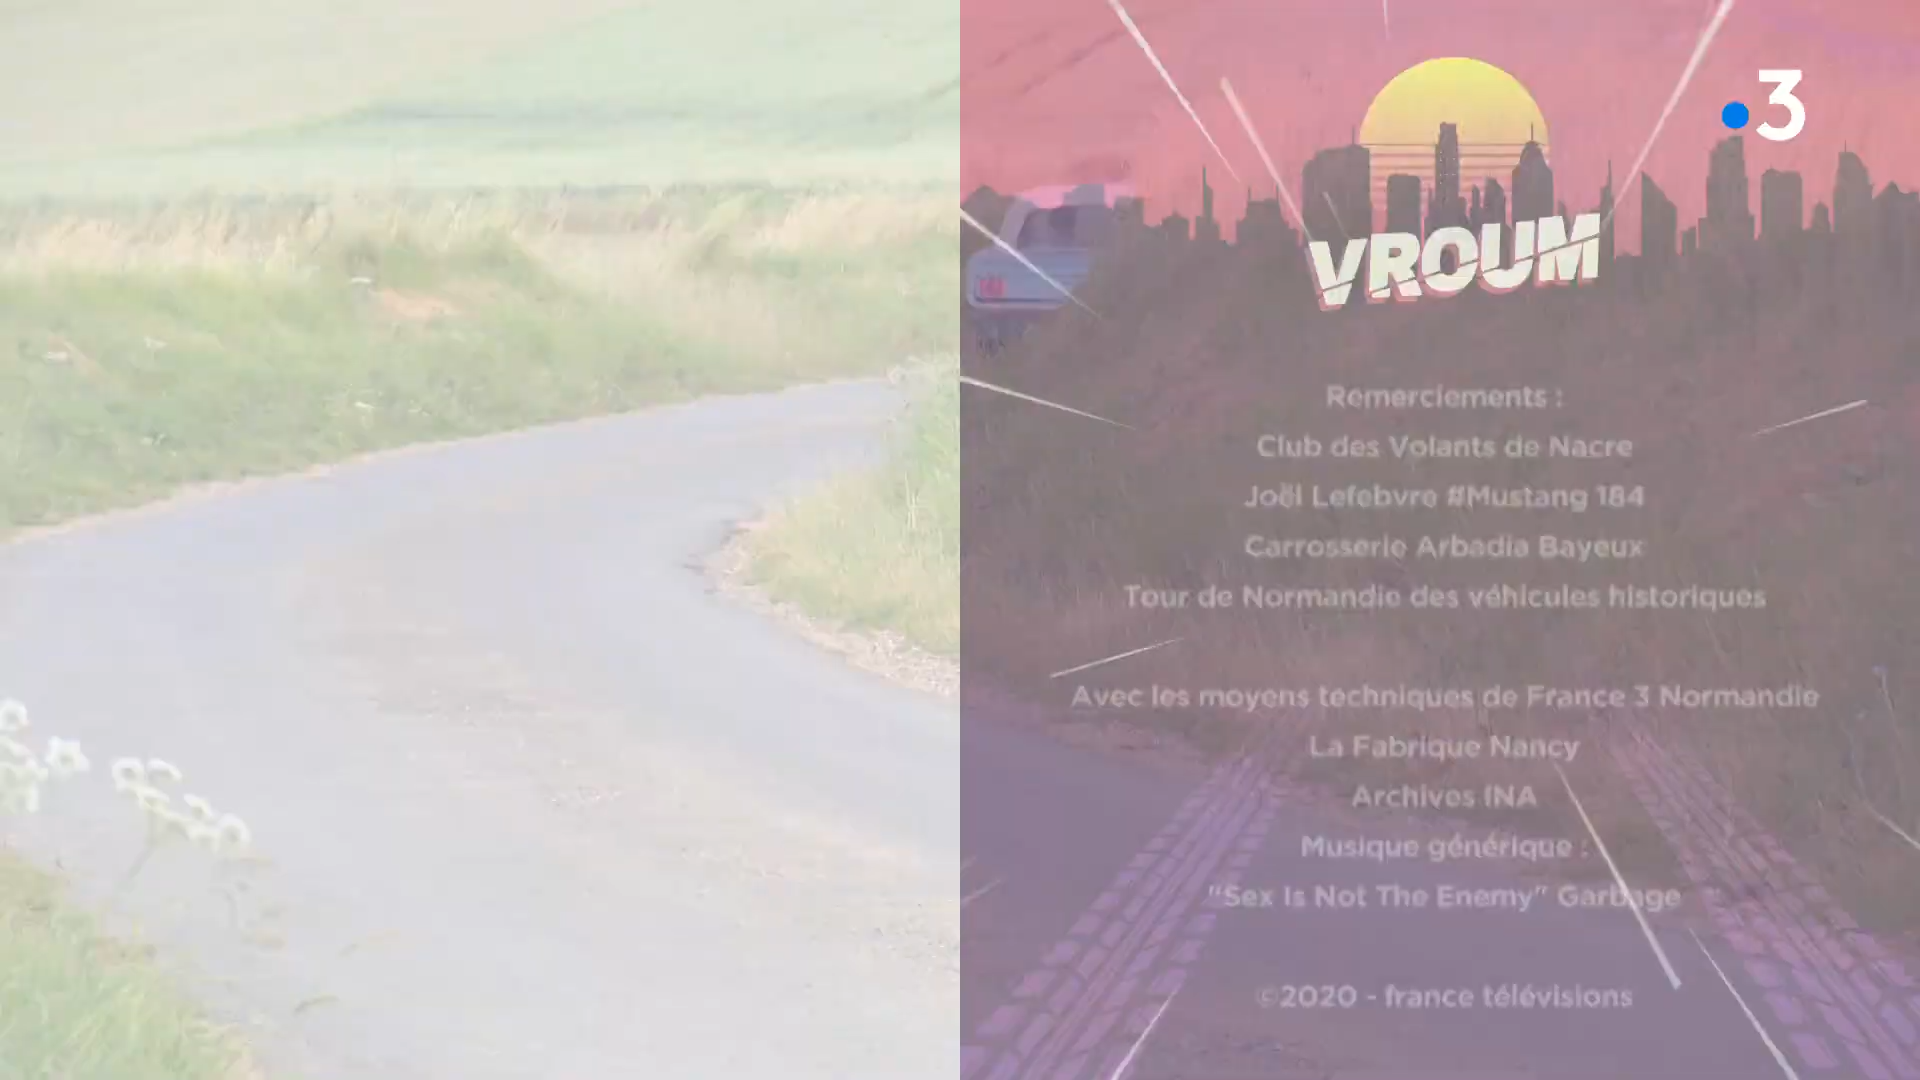 3
VROUM
Remerciements :
Club des Volants de Nacre
Joël Lefebvre #Mustang 184
Carrosserie Arbadia Bayeux
Tour de Normandie des véhicules historiques
Avec les moyens techniques de France 3 Normandie
La Fabrique Nancy
Archives INA
Musique générique :
"Sex Is Not The Enemy" Garbage
©2020 - france télévisions